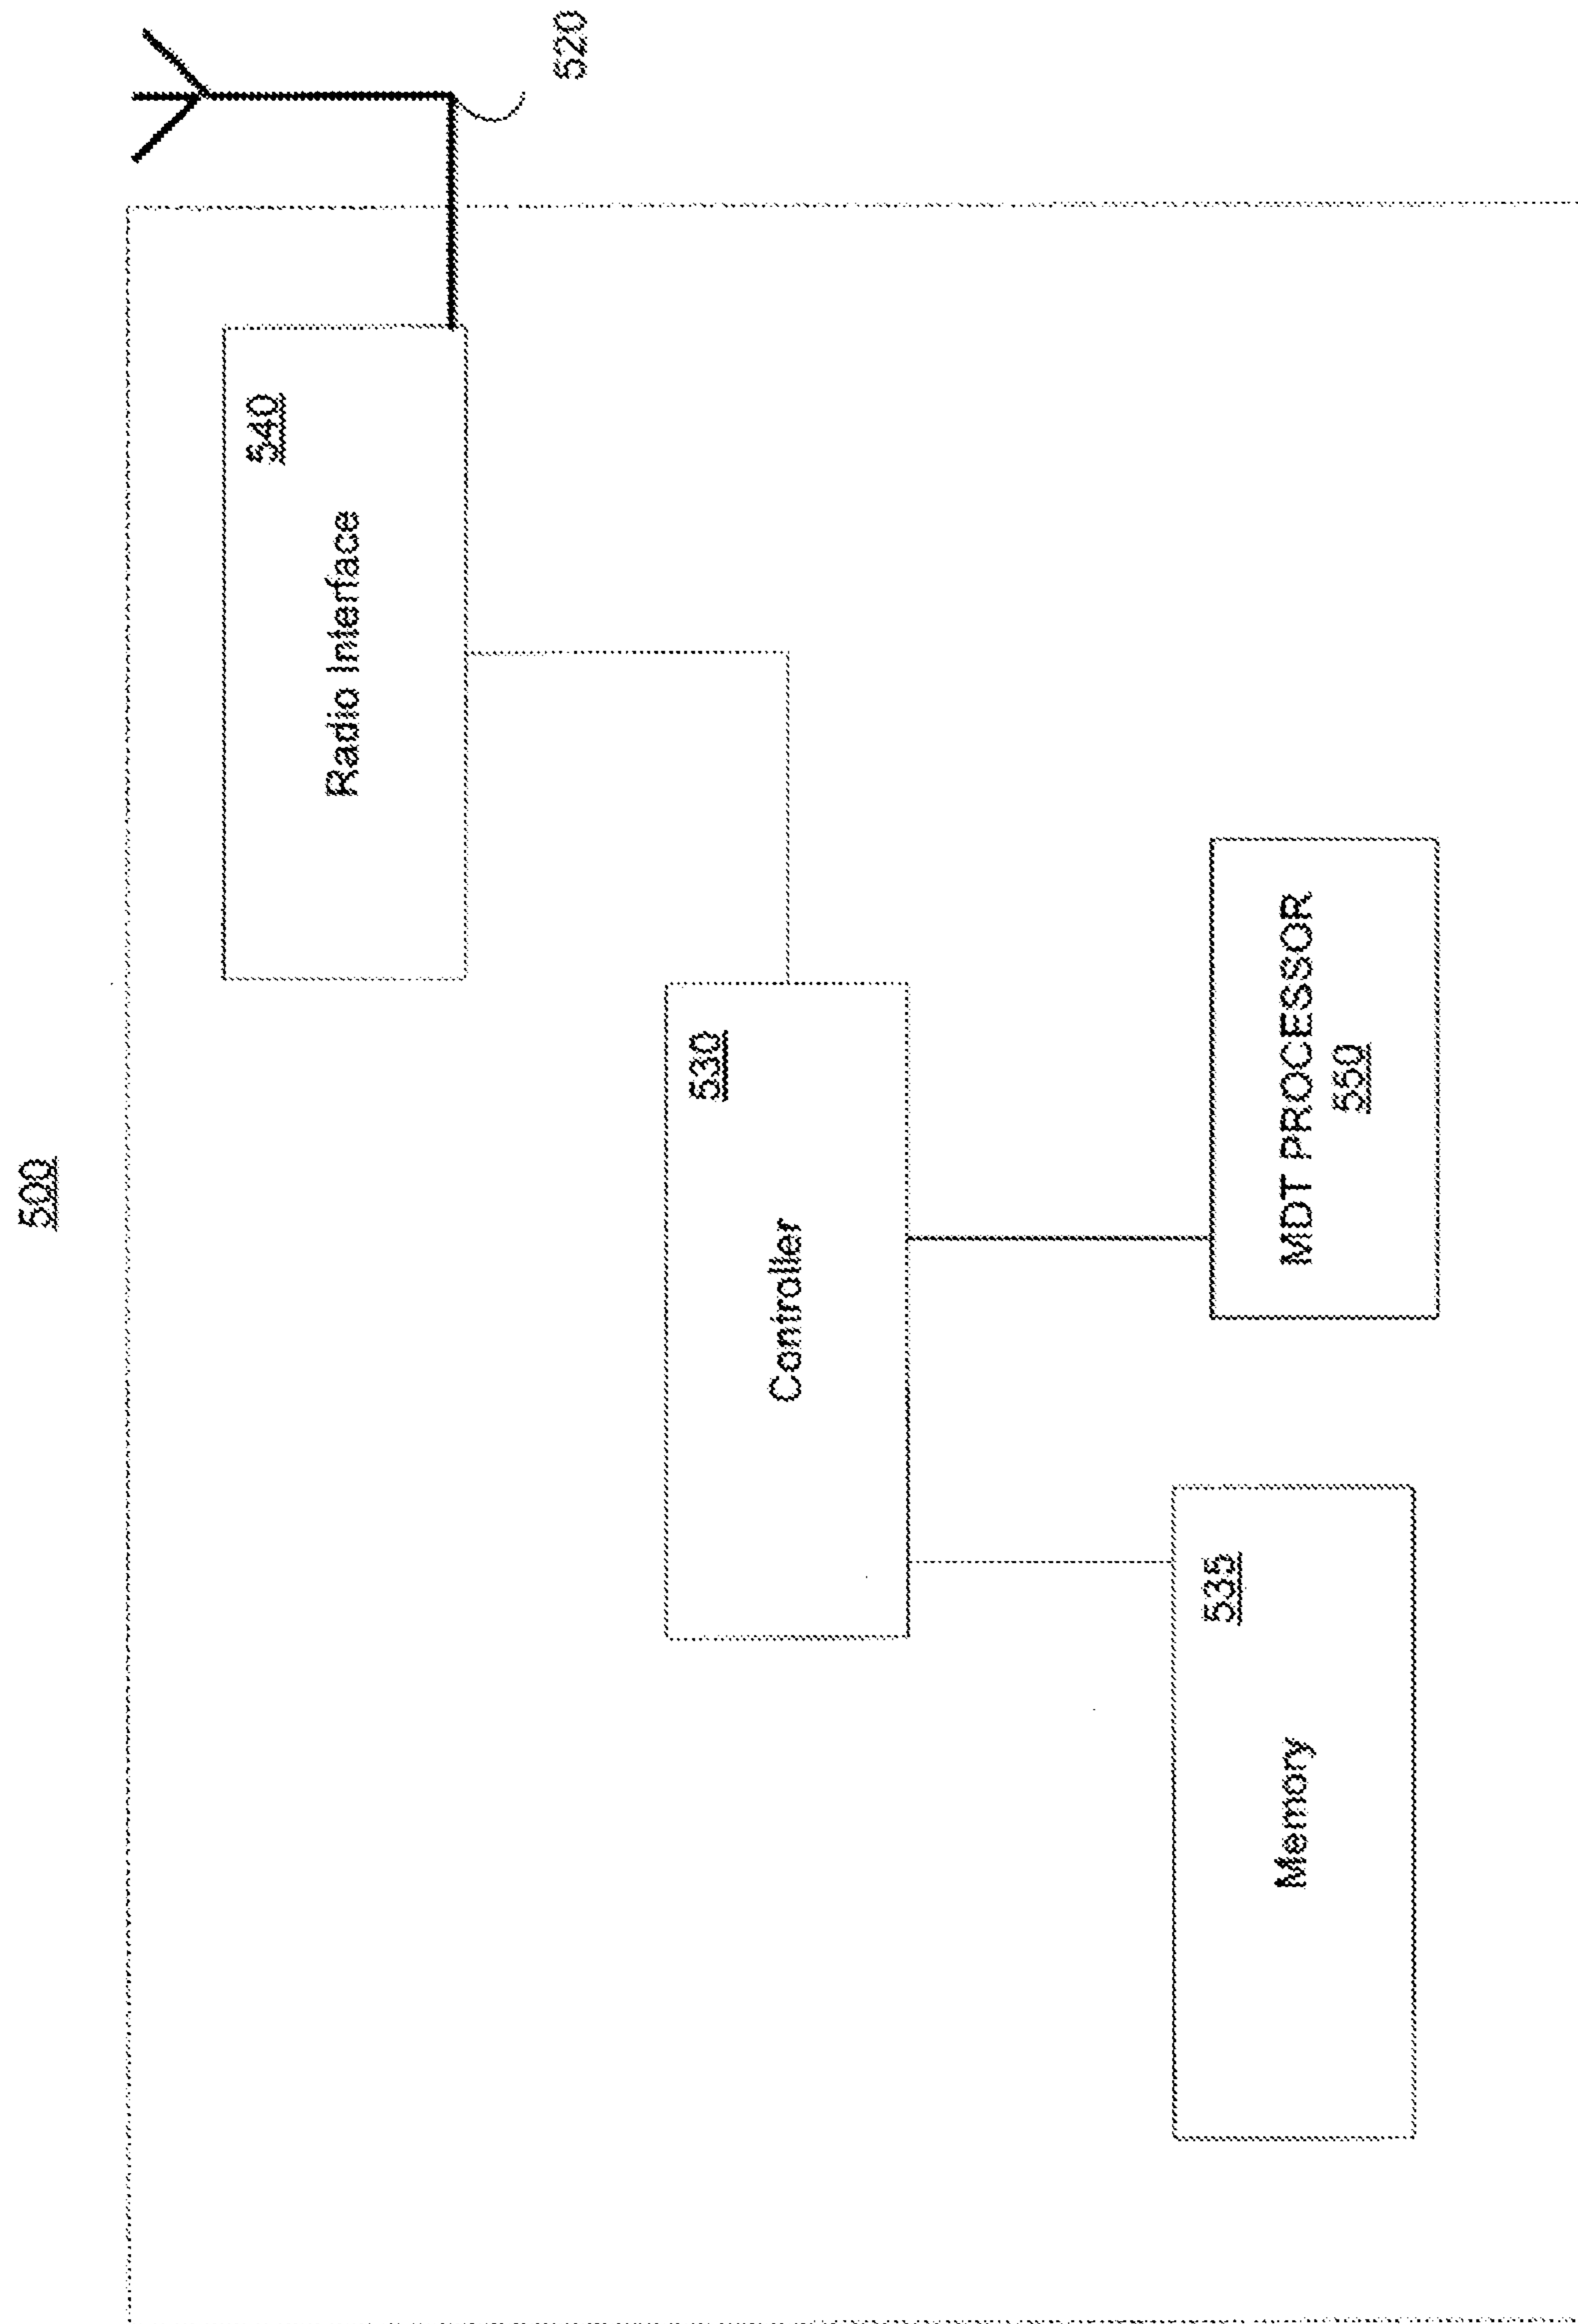 500
520
540
Radio Interface
530
Controller
MDT PROCESSOR
550
535
Memory